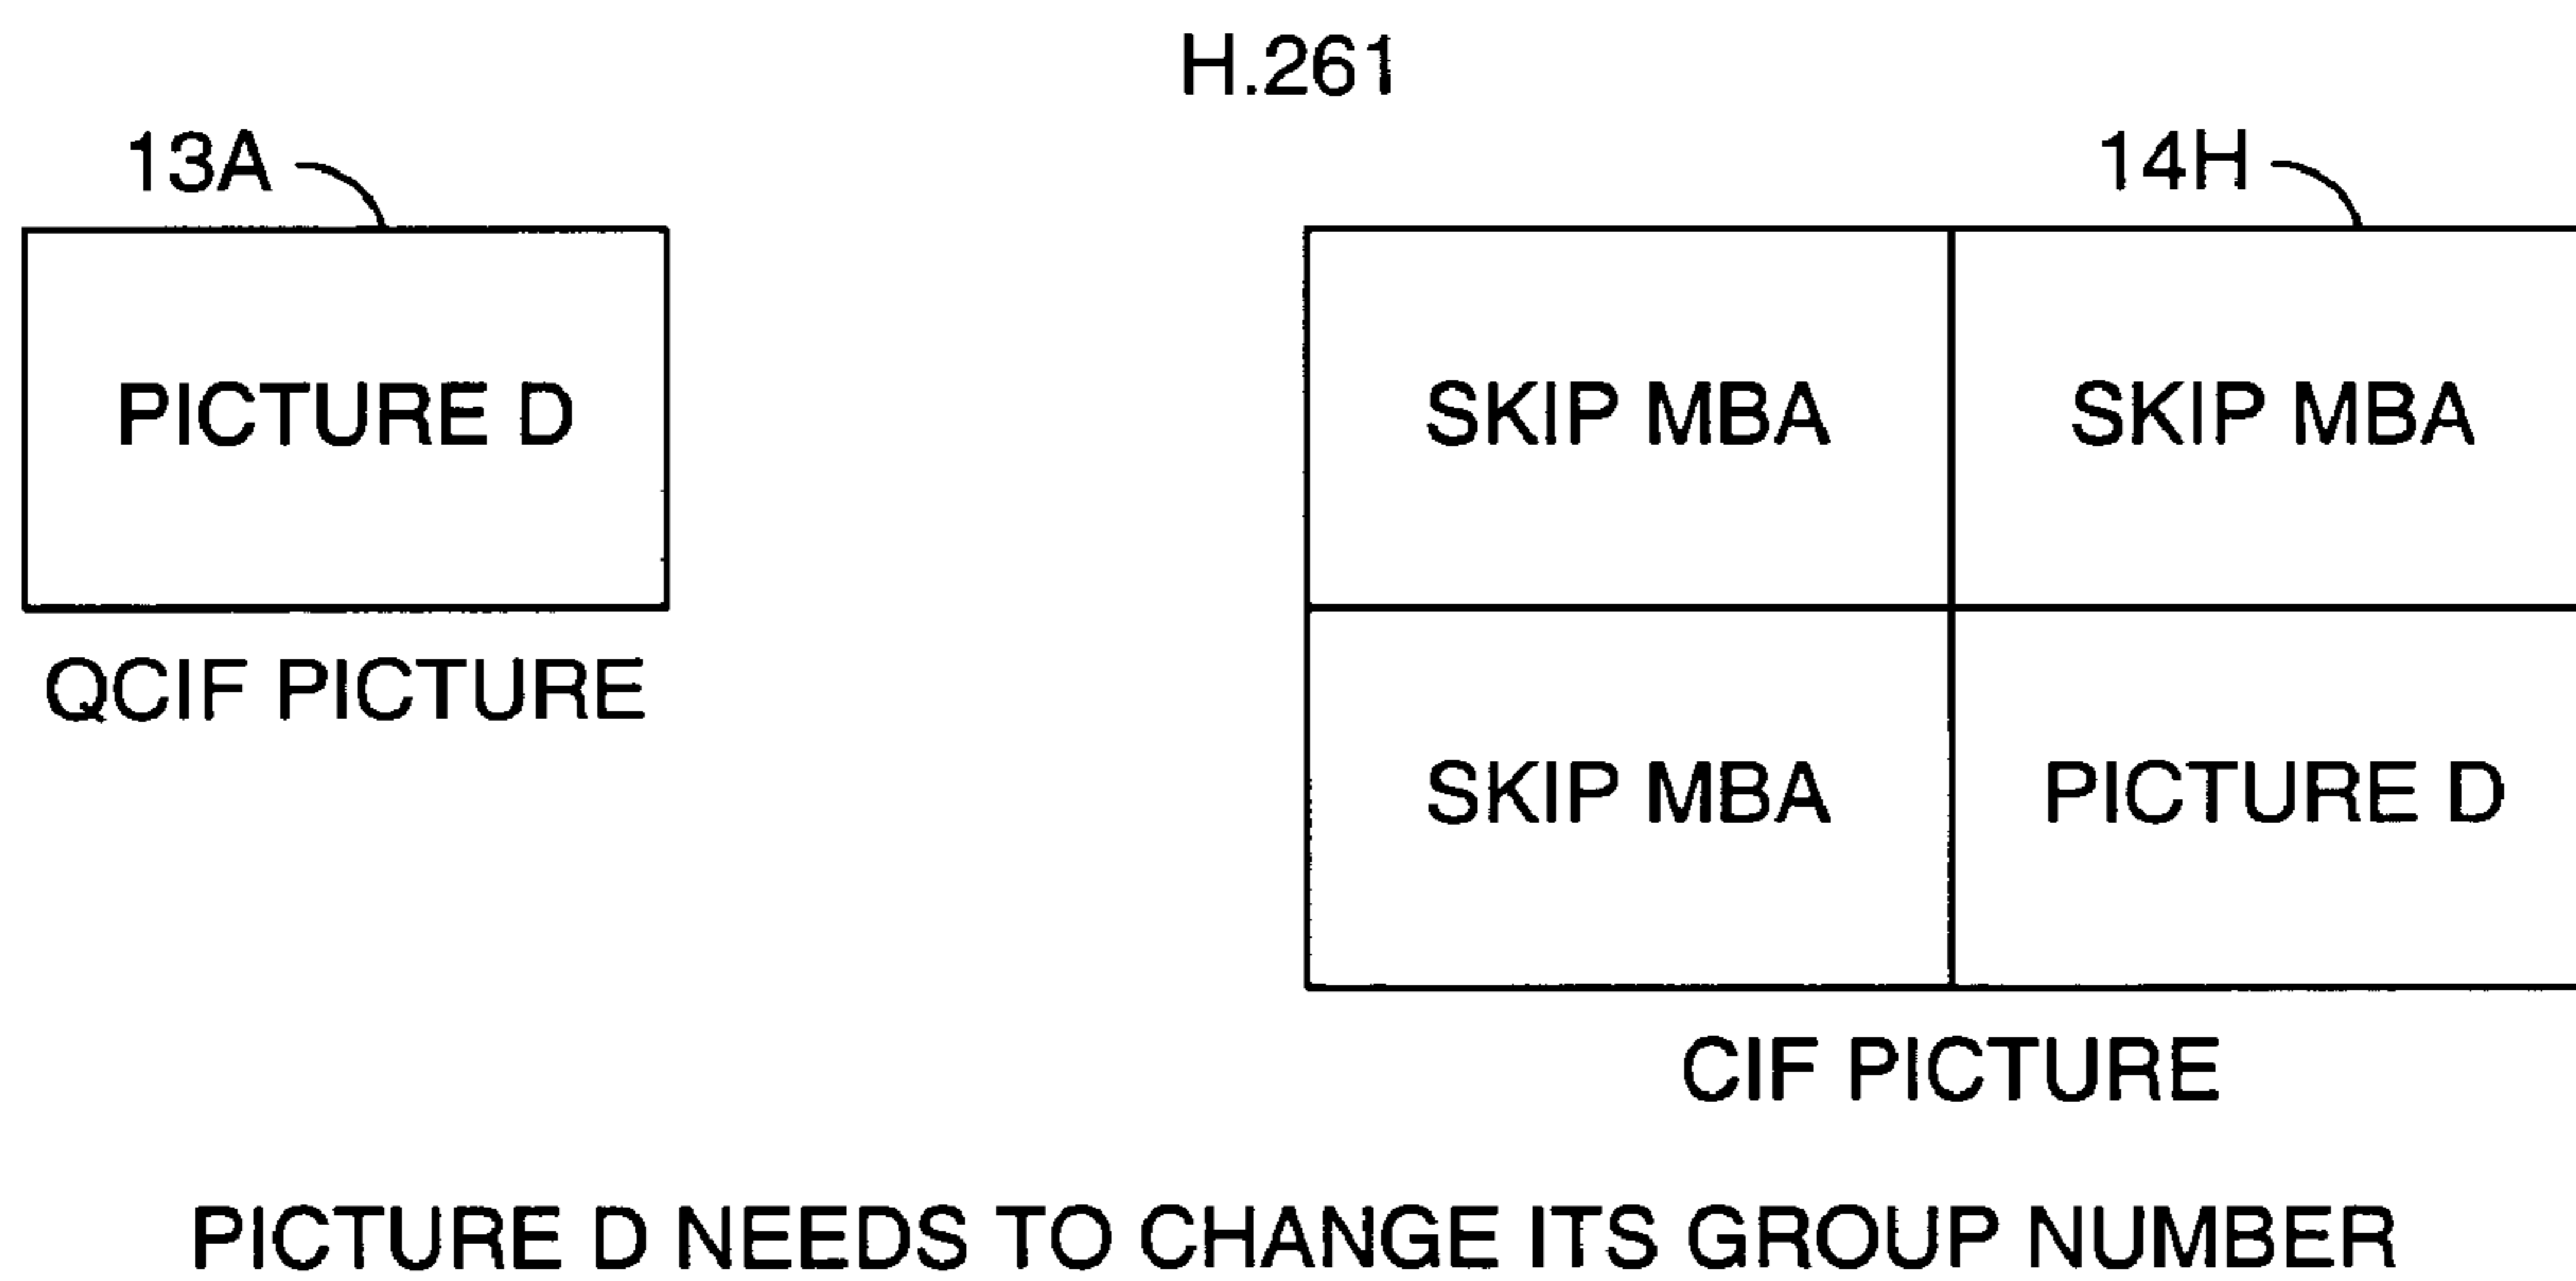 H.261
13A
14H
PICTURE D
SKIP MBA
SKIP MBA
QCIF PICTURE
SKIP MBA
PICTURE D
CIF PICTURE
PICTURE D NEEDS TO CHANGE ITS GROUP NUMBER